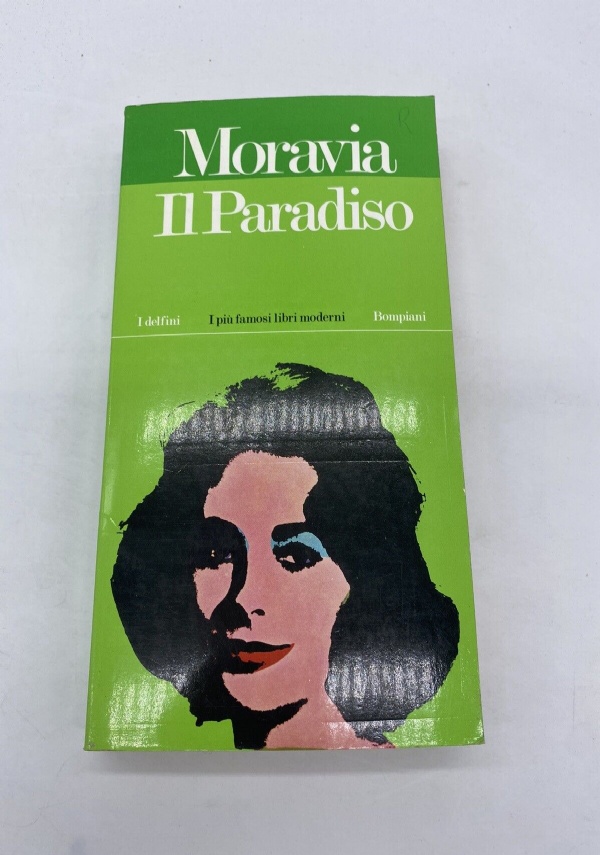 R
Moravia
Il Paradiso
I delfini I più famosi libri moderni Bompiani